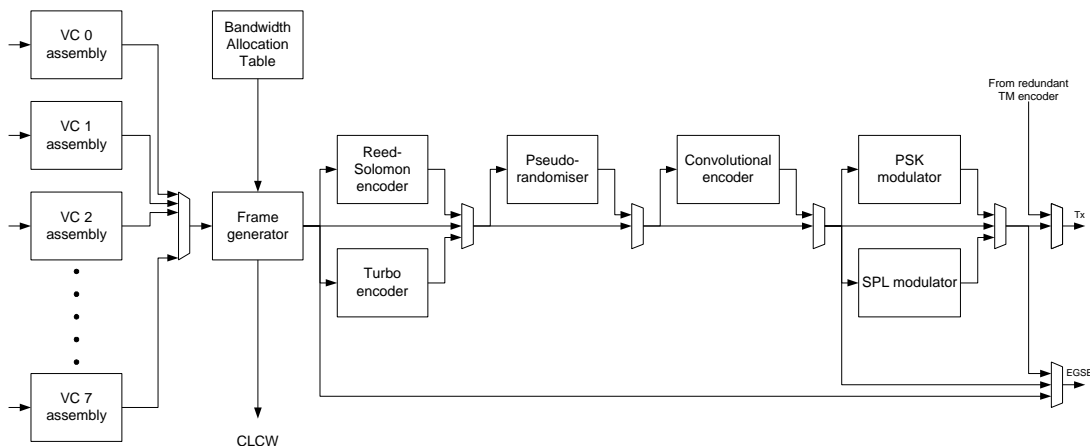 VC 0
assembly
VC 1
assembly
VC 2
assembly
VC 7
assembly
Bandwidth
Allocation
Table
Frame
generator
CLCW
Reed-
Solomon
encoder
Turbo
encoder
Pseudo-
randomiser
Convolutional
encoder
PSK
modulator
SPL modulator
From redundant
TM encoder
Tx
EGSE